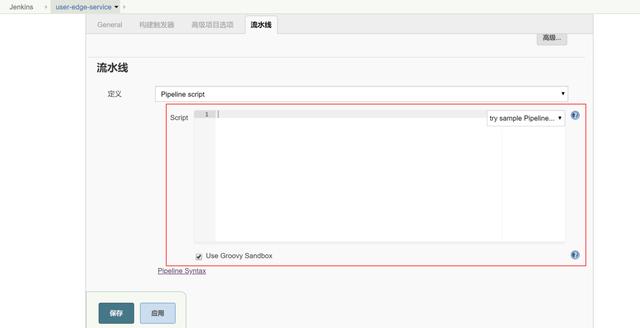 Jenkins user-edge-service
General 构建触发器 高级项目选项 流水线
高级...
流水线
定义 Pipeline script
Script 1 try sample Pipeline...
Use Groovy Sandbox
Pipeline Syntax
保存 应用